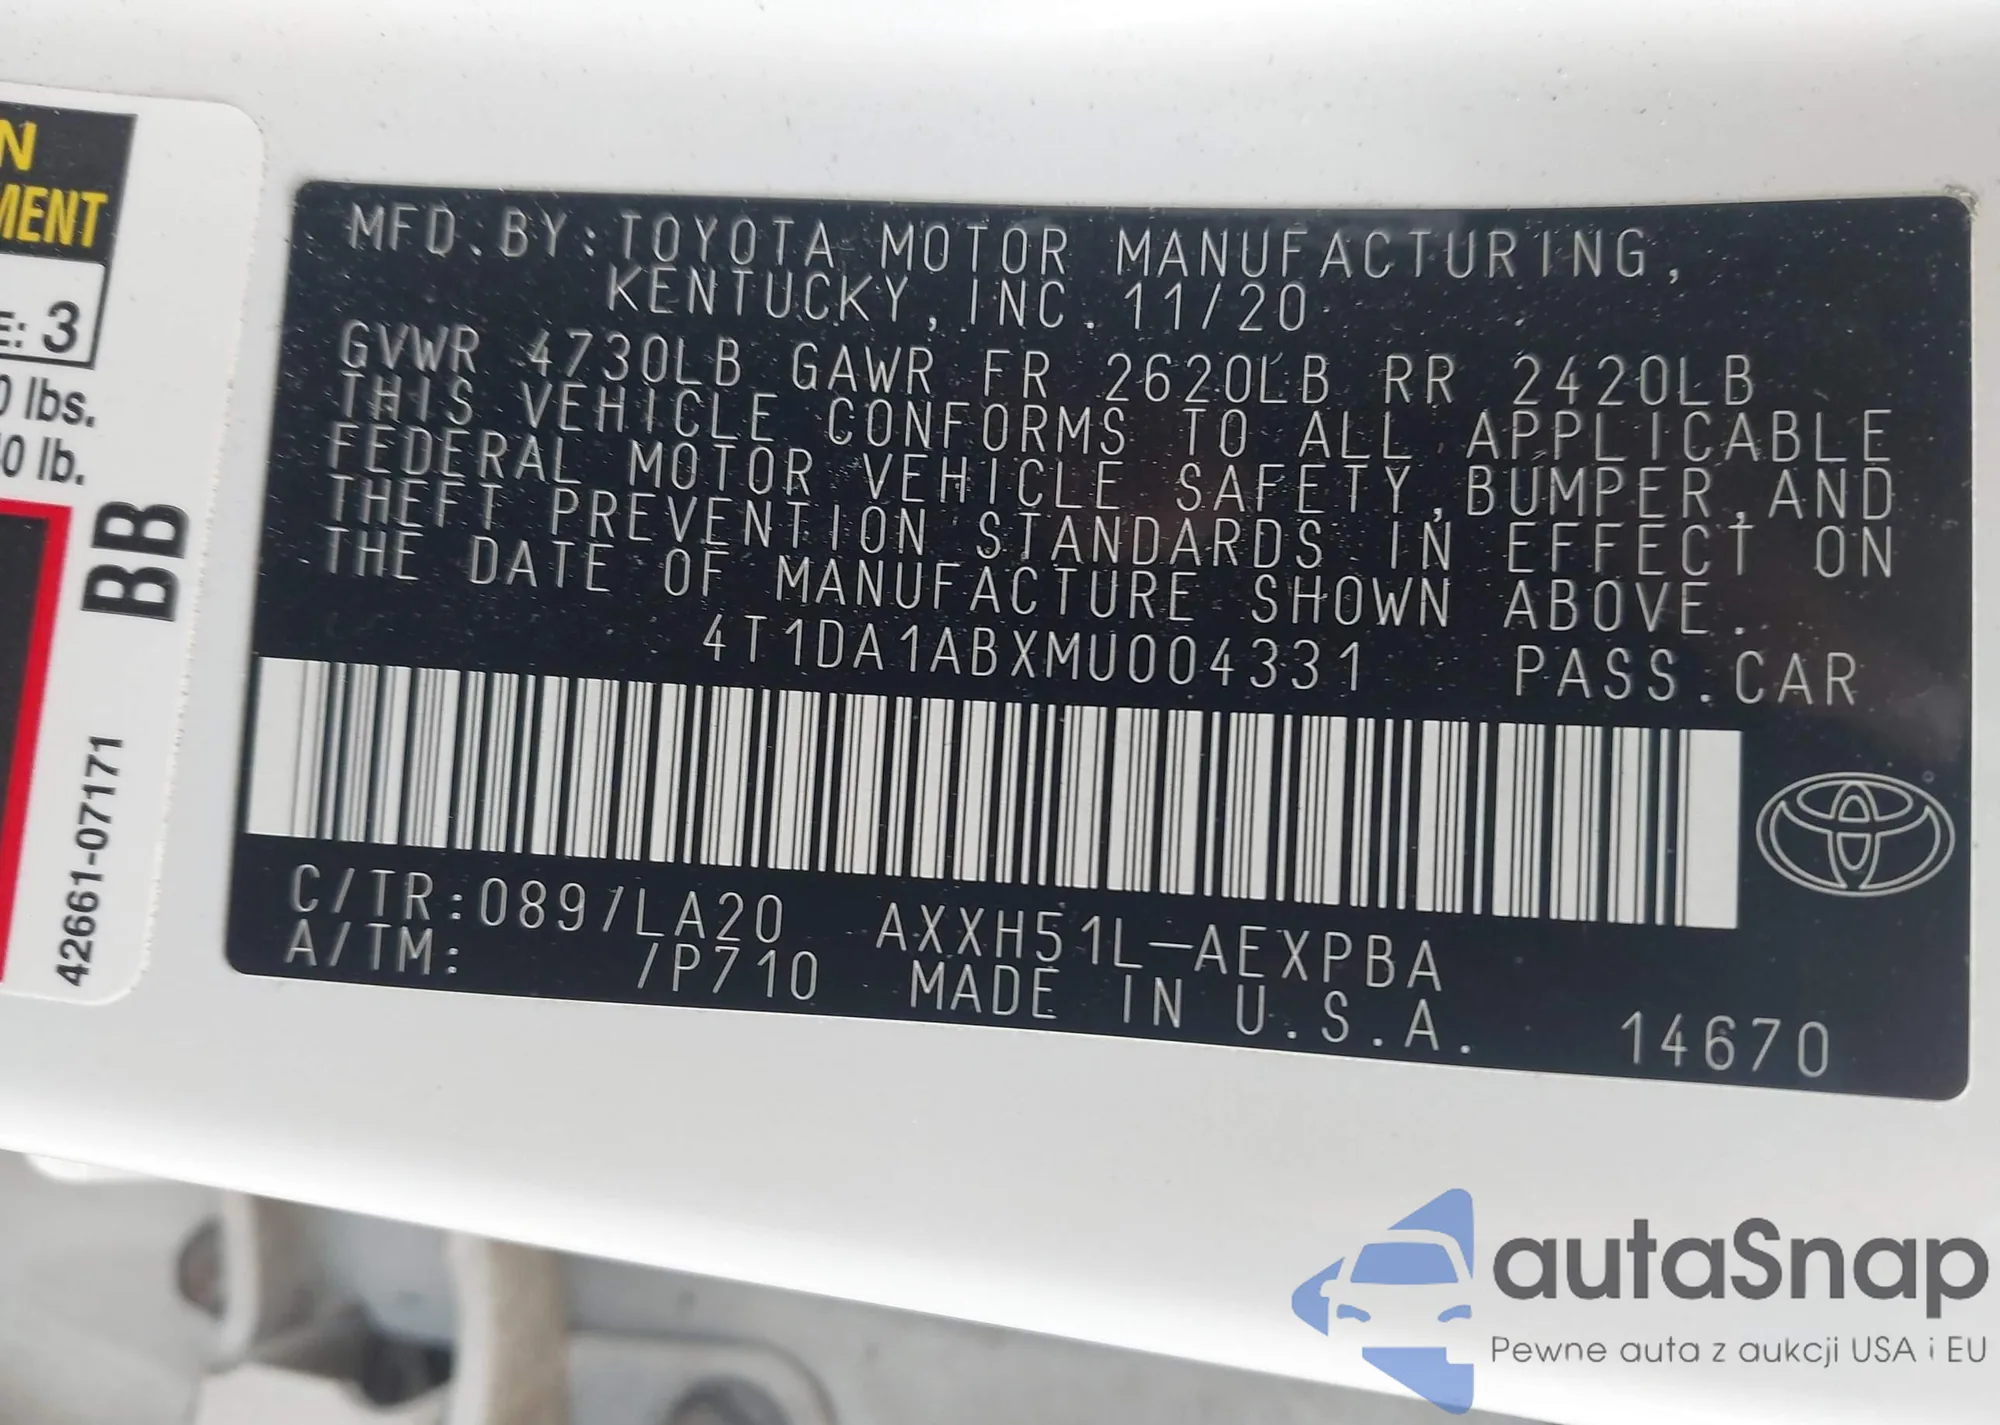 N
MENT
E: 3
0 lbs.
0 lb.
BB
42661-07171
MFD.BY:TOYOTA MOTOR MANUFACTURING,
KENTUCKY, INC. 11/20
GVWR 4730LB GAWR FR 2620LB RR 2420LB
THIS VEHICLE CONFORMS TO ALL APPLICABLE
FEDERAL MOTOR VEHICLE SAFETY,BUMPER,AND
THEFT PREVENTION STANDARDS IN EFFECT ON
THE DATE OF MANUFACTURE SHOWN ABOVE.
4T1DA1ABXMU004331 PASS.CAR
C/TR:089/LA20 AXXH51L-AEXPBA
A/TM: /P710 MADE IN U.S.A. 14670
autaSnap
Pewne auta z aukcji USA i EU